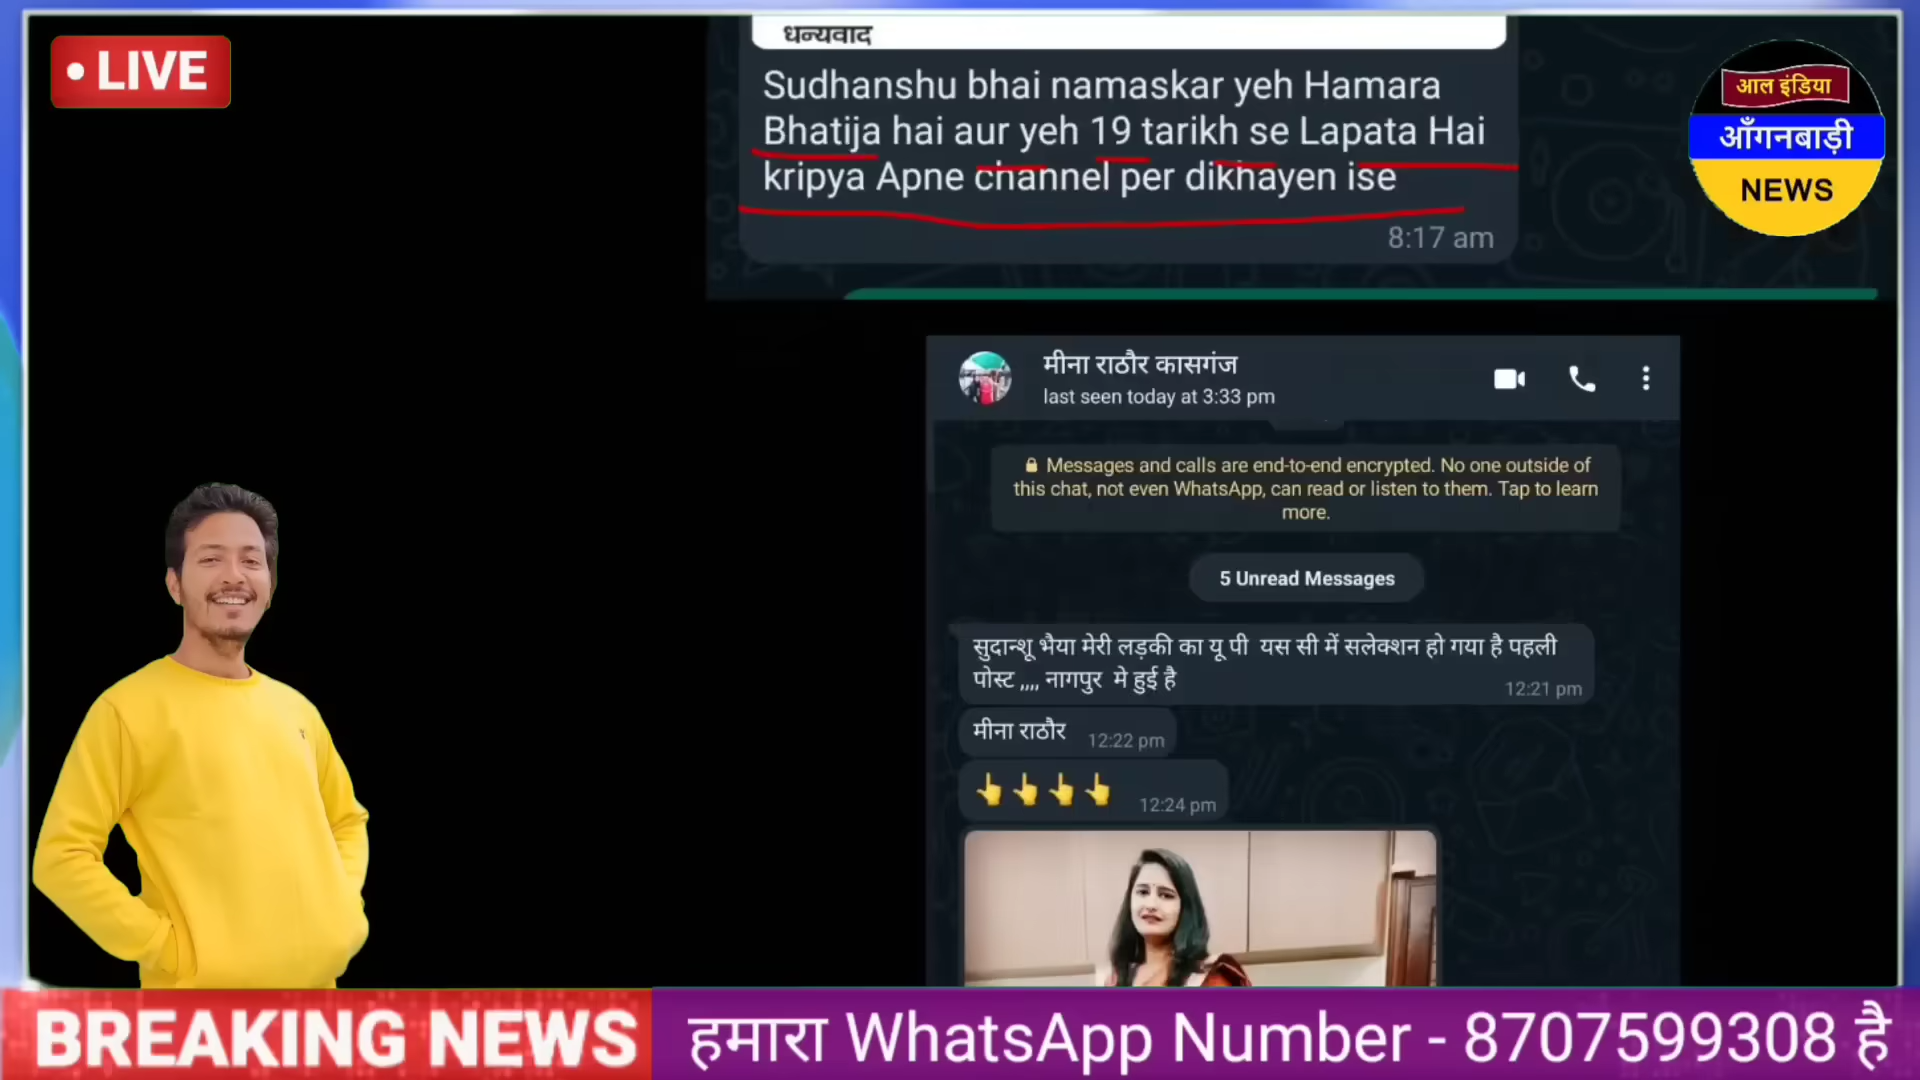 • LIVE
धन्यवाद
Sudhanshu bhai namaskar yeh Hamara
Bhatija hai aur yeh 19 tarikh se Lapata Hai
kripya Apne channel per dikhayen ise
8:17 am
आल इंडिया
आँगनबाड़ी
NEWS
मीना राठौर कासगंज
last seen today at 3:33 pm
Messages and calls are end-to-end encrypted. No one outside of
this chat, not even WhatsApp, can read or listen to them. Tap to learn
more.
5 Unread Messages
सुदान्शू भैया मेरी लड़की का यू पी यस सी में सलेक्शन हो गया है पहली
पोस्ट ,,,, नागपुर मे हुई है
12:21 pm
मीना राठौर 12:22 pm
👆👆👆👆 12:24 pm
BREAKING NEWS
हमारा WhatsApp Number - 8707599308 है